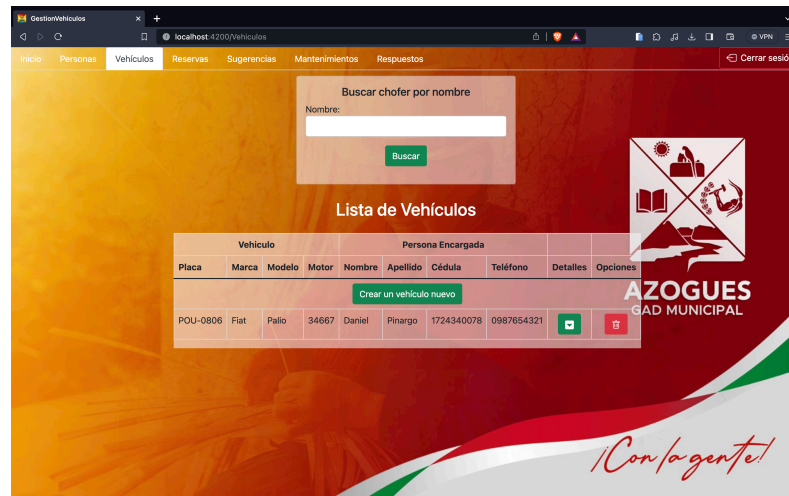 GestionVehiculos
localhost:4200/Vehiculos
VPN
Inicio Personas Vehículos Reservas Sugerencias Mantenimientos Respuestos Cerrar sesió
Buscar chofer por nombre
Nombre:
Buscar
Lista de Vehículos
Vehiculo Persona Encargada
Placa Marca Modelo Motor Nombre Apellido Cédula Teléfono Detalles Opciones
Crear un vehículo nuevo
POU-0806 Fiat Palio 34667 Daniel Pinargo 1724340078 0987654321
AZOGUES
GAD MUNICIPAL
¡Con la gente!